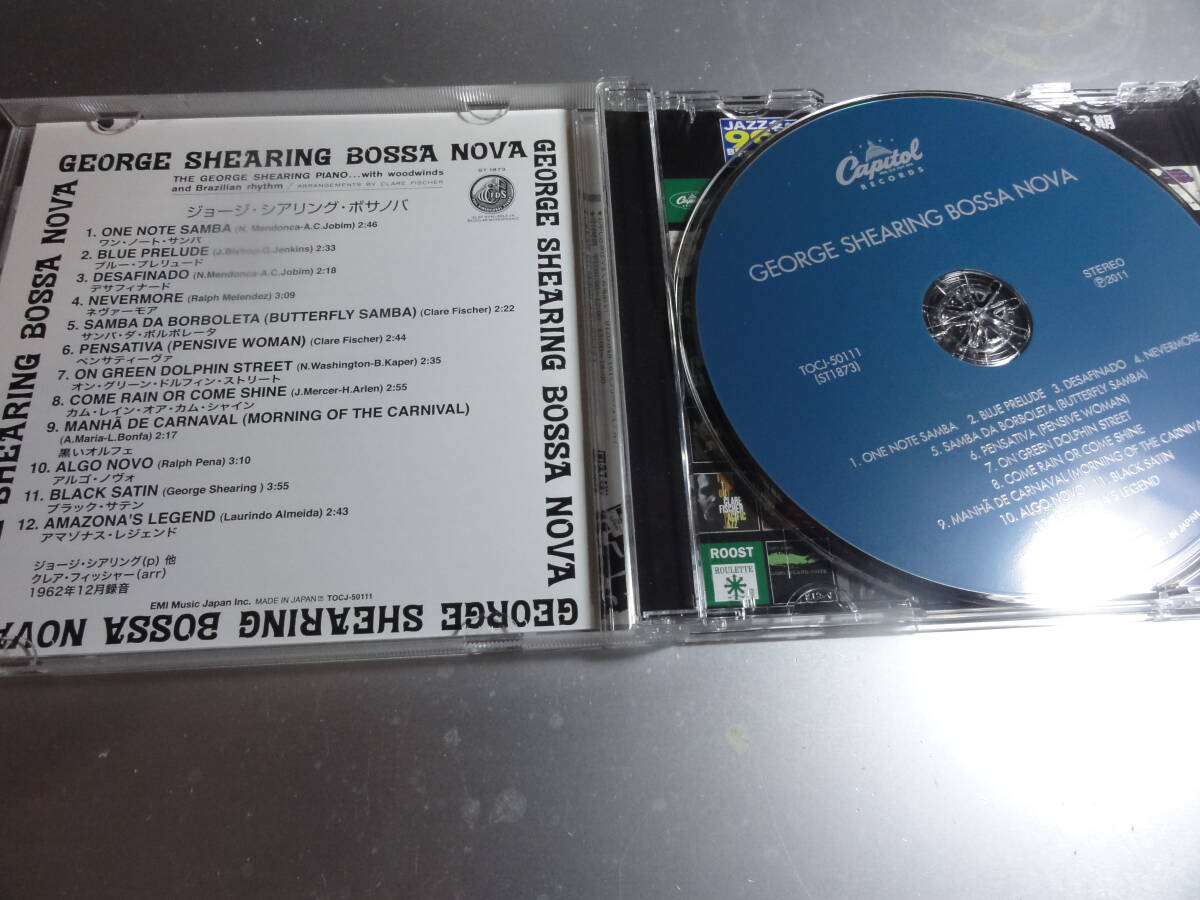 GEORGE SHEARING BOSSA NOVA
THE GEORGE SHEARING PIANO...with woodwinds
and Brazilian rhythm / ARRANGEMENTS BY CLARE FISCHER
ST 1873
ジョージ・シアリング・ボサノバ
1. ONE NOTE SAMBA (N. Mendonca-A.C.Jobim) 2:46
ワン・ノート・サンバ
2. BLUE PRELUDE (J.Bishop-G.Jenkins) 2:33
ブルー・プレリュード
3. DESAFINADO (N.Mendonca-A.C.Jobim) 2:18
デサフィナード
4. NEVERMORE (Ralph Melendez) 3:09
ネヴァーモア
5. SAMBA DA BORBOLETA (BUTTERFLY SAMBA) (Clare Fischer) 2:22
サンバ・ダ・ボルボレータ
6. PENSATIVA (PENSIVE WOMAN) (Clare Fischer) 2:44
ペンサティーヴァ
7. ON GREEN DOLPHIN STREET (N.Washington-B.Kaper) 2:35
オン・グリーン・ドルフィン・ストリート
8. COME RAIN OR COME SHINE (J.Mercer-H.Arlen) 2:55
カム・レイン・オア・カム・シャイン
9. MANHÃ DE CARNAVAL (MORNING OF THE CARNIVAL)
(A.Maria-L.Bonfa) 2:17
黒いオルフェ
10. ALGO NOVO (Ralph Pena) 3:10
アルゴ・ノヴォ
11. BLACK SATIN (George Shearing ) 3:55
ブラック・サテン
12. AMAZONA'S LEGEND (Laurindo Almeida) 2:43
アマゾナス・レジェンド
ジョージ・シアリング(p) 他
クレア・フィッシャー(arr)
1962年12月録音
EMI Music Japan Inc. MADE IN JAPAN TOCJ-50111
GEORGE SHEARING BOSSA NOVA
GEORGE SHEARING BOSSA NOVA
SHEARING BOSSA NOVA
JAZZ
期
Capitol
RECORDS
GEORGE SHEARING BOSSA NOVA
STEREO
Ⓟ2011
TOCJ-50111
(ST1873)
1. ONE NOTE SAMBA 2. BLUE PRELUDE 3. DESAFINADO 4. NEVERMORE
5. SAMBA DA BORBOLETA (BUTTERFLY SAMBA)
6. PENSATIVA (PENSIVE WOMAN)
7. ON GREEN DOLPHIN STREET
8. COME RAIN OR COME SHINE
9. MANHÃ DE CARNAVAL (MORNING OF THE CARNIVAL
10. ALGO NOVO 11. BLACK SATIN
'S LEGEND
IN JAPAN
CLARE
FISCHER
PACIFIC
JAZZ
ROOST
ROULETTE